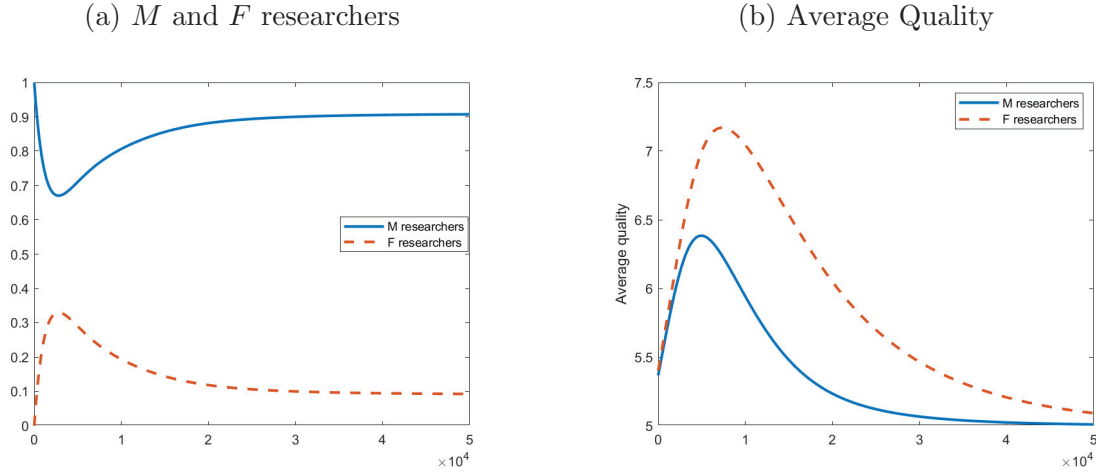 (a) M and F researchers
1
0.9
0.8
0.7
0.6
0.5
0.4
0.3
0.2
0.1
0
0 1 2 3 4 5
×10⁴
M researchers
F researchers
(b) Average Quality
7.5
7
6.5
6
5.5
5
Average quality
0 1 2 3 4 5
×10⁴
M researchers
F researchers